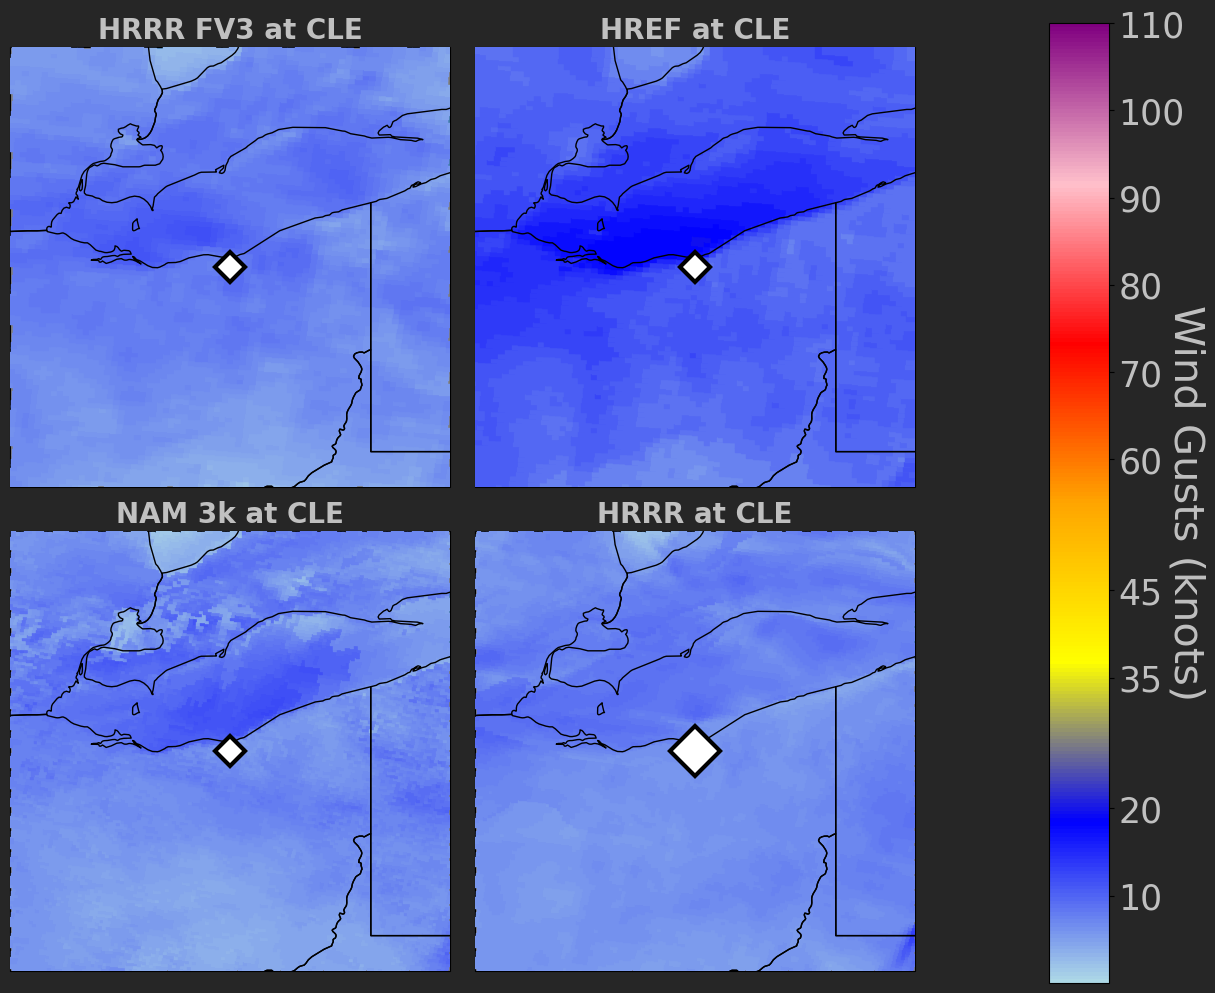 HRRR FV3 at CLE
HREF at CLE
NAM 3k at CLE
HRRR at CLE
110
100
90
80
70
60
45
35
20
10
Wind Gusts (knots)